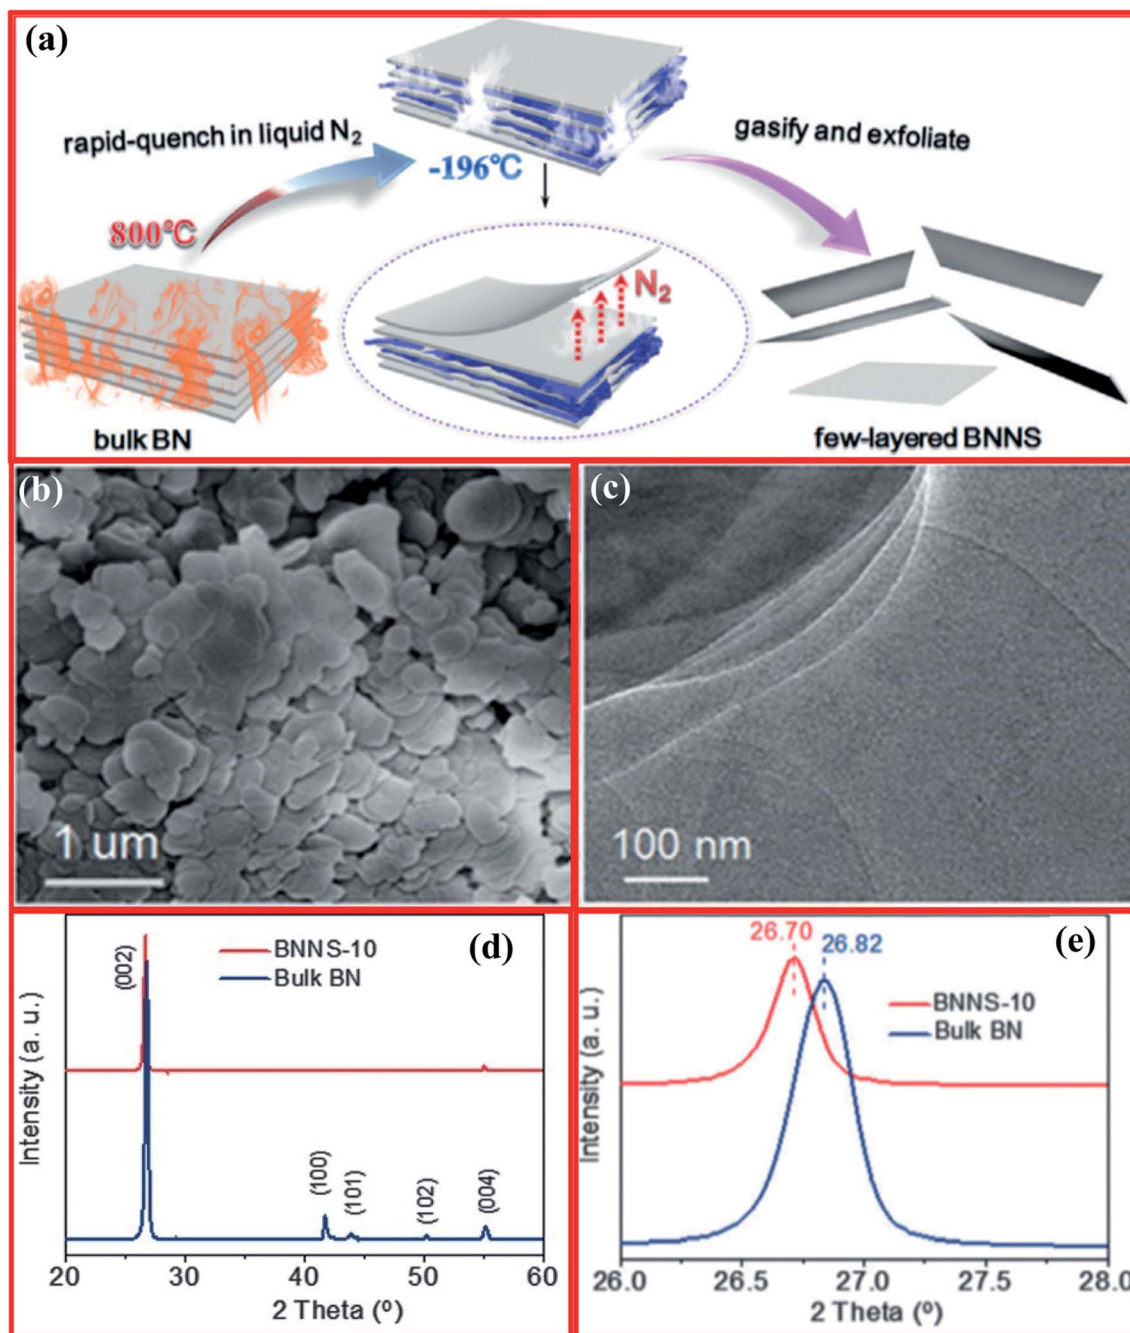 (a)
rapid-quench in liquid N₂
gasify and exfoliate
-196℃
800℃
N₂
bulk BN
few-layered BNNS
(b)
1 um
(c)
100 nm
(d)
BNNS-10
Bulk BN
(002)
(100)
(101)
(102)
(004)
Intensity (a. u.)
20 30 40 50 60
2 Theta (º)
(e)
26.70
26.82
BNNS-10
Bulk BN
Intensity (a. u.)
26.0 26.5 27.0 27.5 28.0
2 Theta (º)